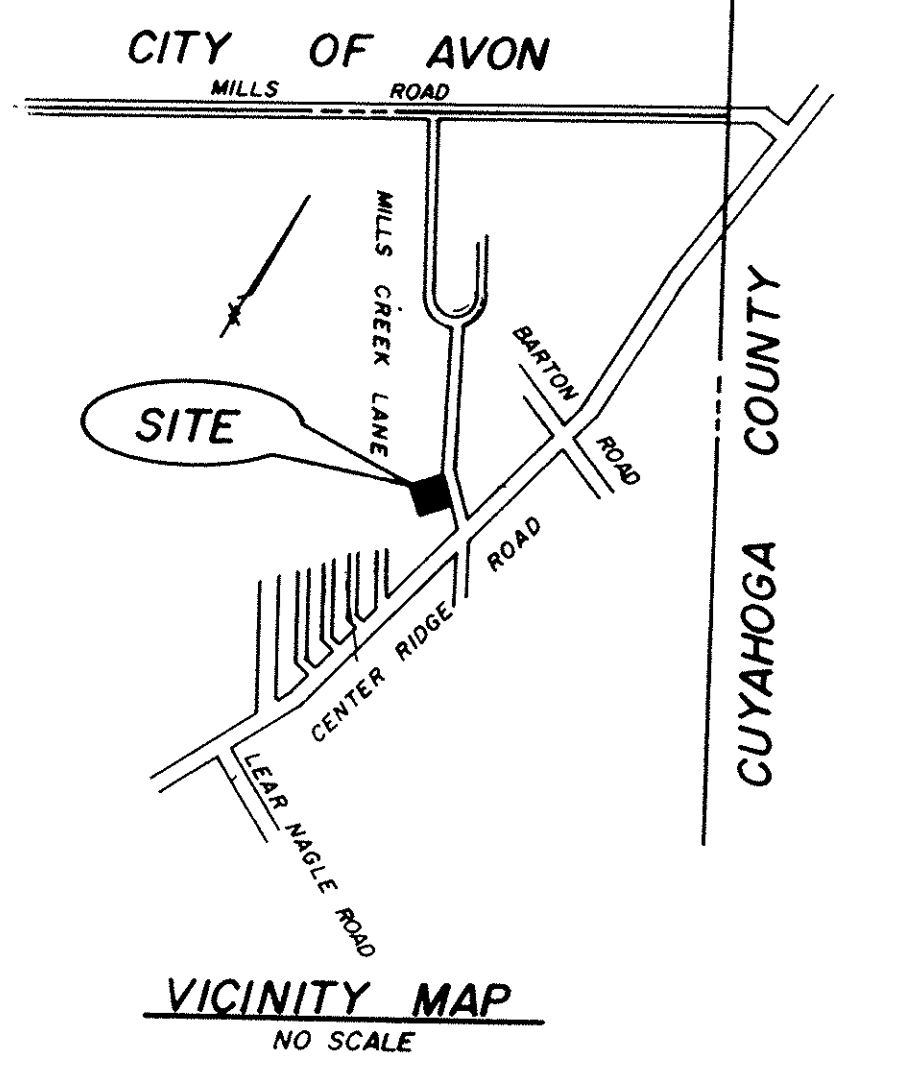 CITY OF AVON
MILLS ROAD
MILLS CREEK LANE
BARTON ROAD
SITE
CENTER RIDGE ROAD
CUYAHOGA COUNTY
LEAR NAGLE ROAD
VICINITY MAP
NO SCALE